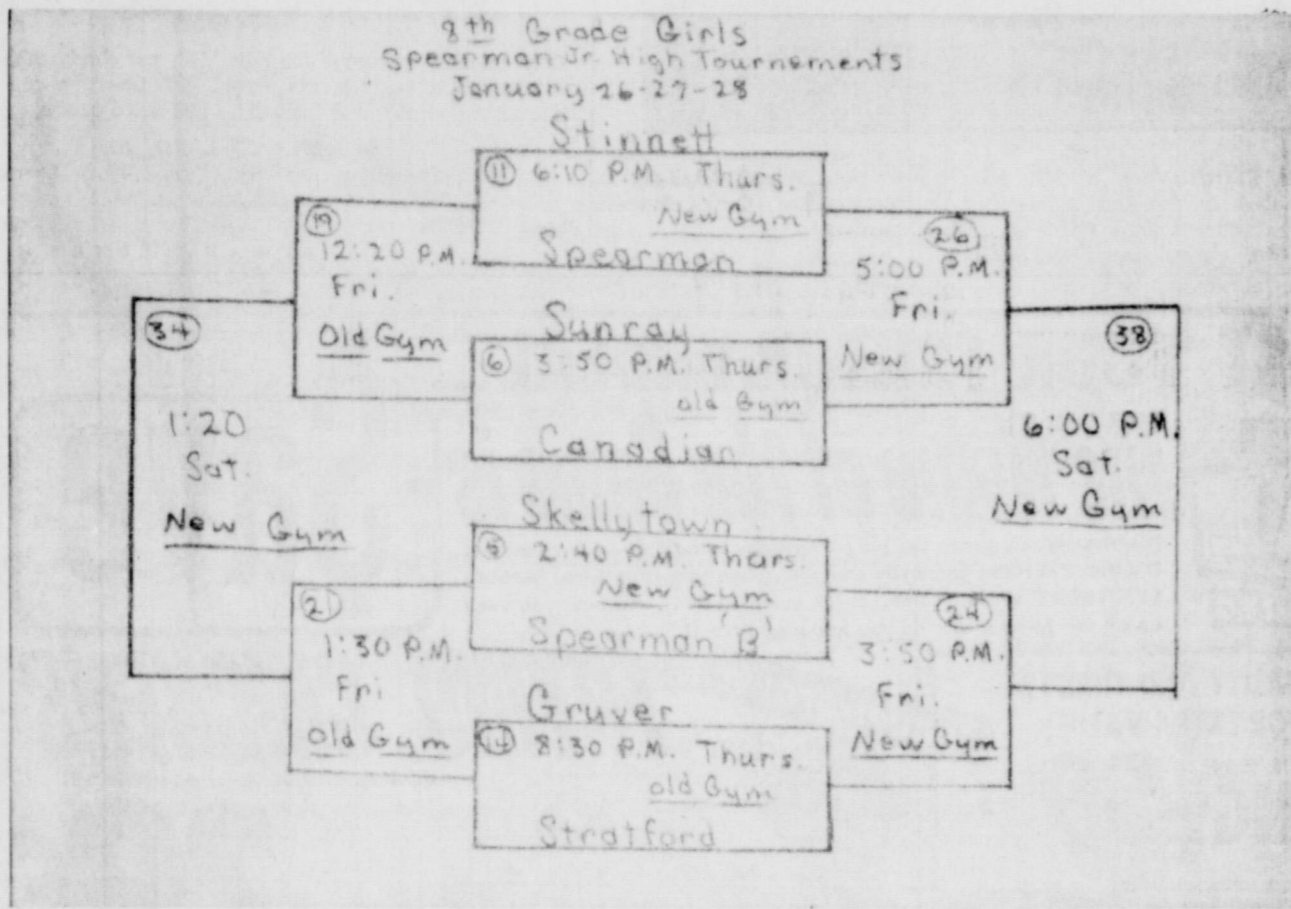 8th Grade Girls
Spearman Jr. High Tournaments
January 26-27-28
Stinnett
11 6:10 P.M. Thurs.
New Gym
Spearman
Sunray
6 3:50 P.M. Thurs.
old Gym
Canadian
Skellytown
2:40 P.M. Thurs.
New Gym
Spearman 'B'
Gruver
14 8:30 P.M. Thurs.
old Gym
Stratford
19
12:20 P.M.
Fri.
Old Gym
21
1:30 P.M.
Fri
old Gym
34
1:20
Sat.
New Gym
26
5:00 P.M.
Fri.
New Gym
24
3:50 P.M.
Fri.
New Gym
38
6:00 P.M.
Sat.
New Gym